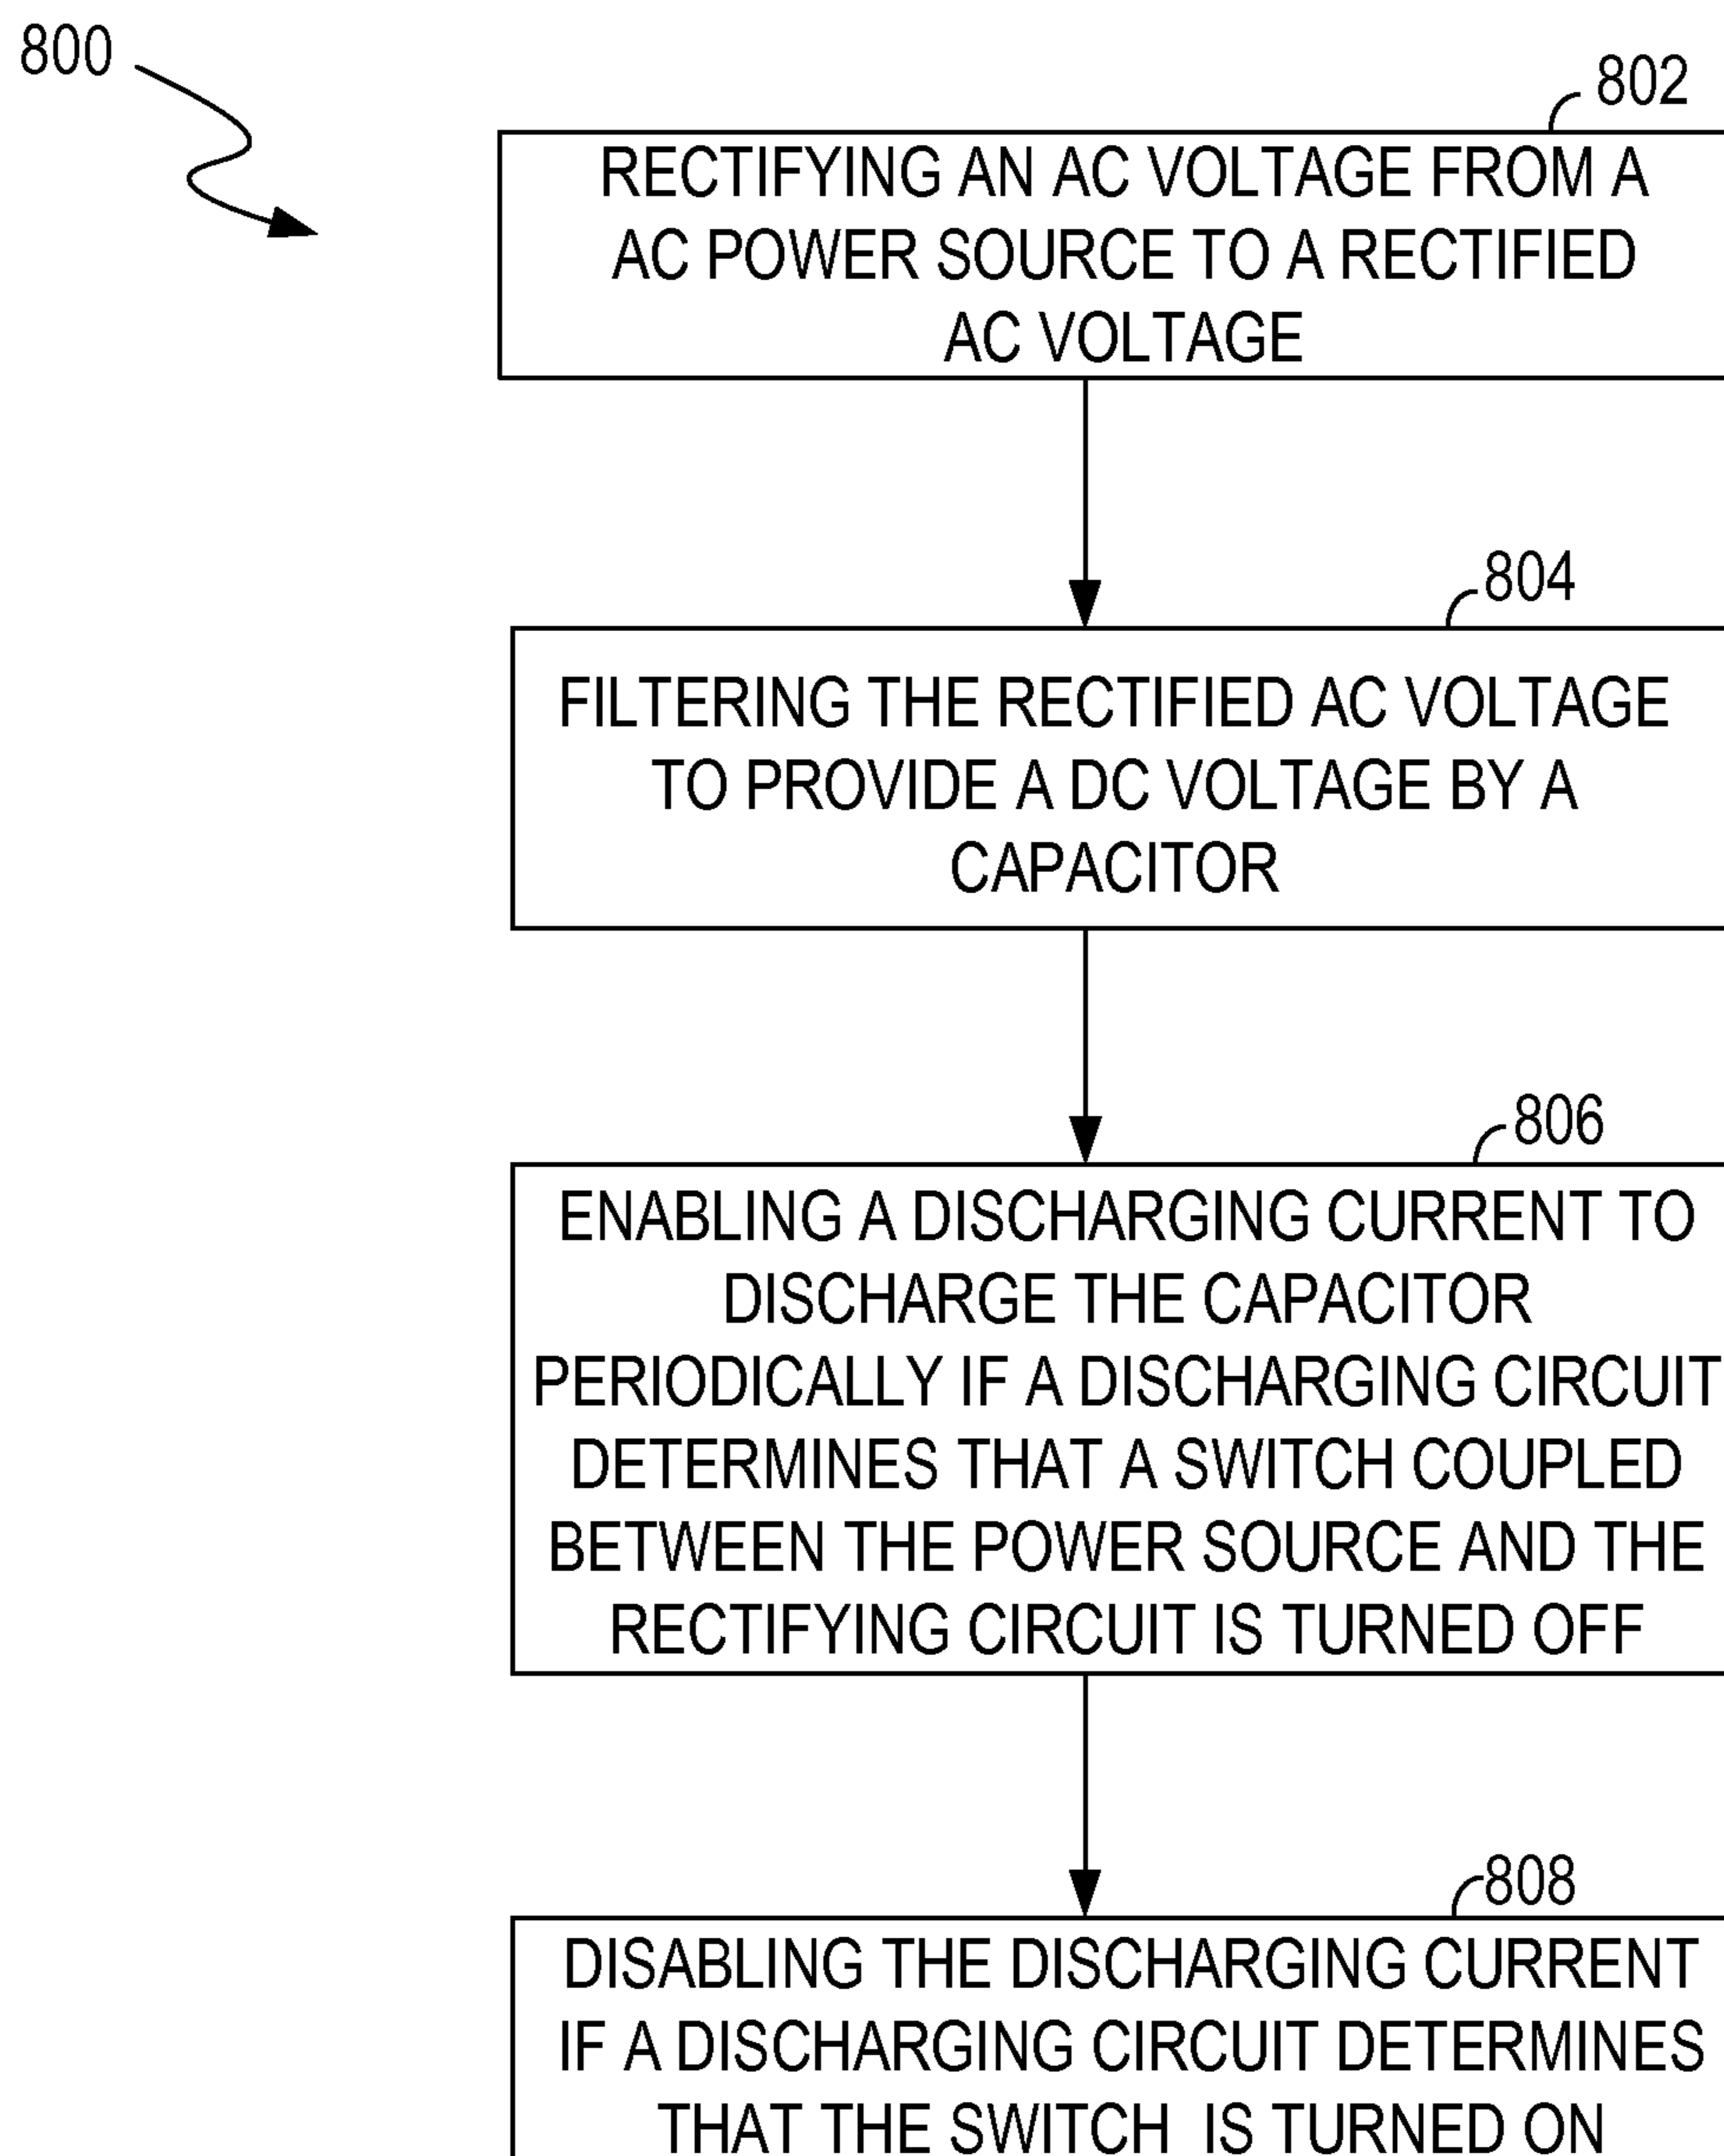 800
802
RECTIFYING AN AC VOLTAGE FROM A
AC POWER SOURCE TO A RECTIFIED
AC VOLTAGE
804
FILTERING THE RECTIFIED AC VOLTAGE
TO PROVIDE A DC VOLTAGE BY A
CAPACITOR
806
ENABLING A DISCHARGING CURRENT TO
DISCHARGE THE CAPACITOR
PERIODICALLY IF A DISCHARGING CIRCUIT
DETERMINES THAT A SWITCH COUPLED
BETWEEN THE POWER SOURCE AND THE
RECTIFYING CIRCUIT IS TURNED OFF
808
DISABLING THE DISCHARGING CURRENT
IF A DISCHARGING CIRCUIT DETERMINES
THAT THE SWITCH IS TURNED ON